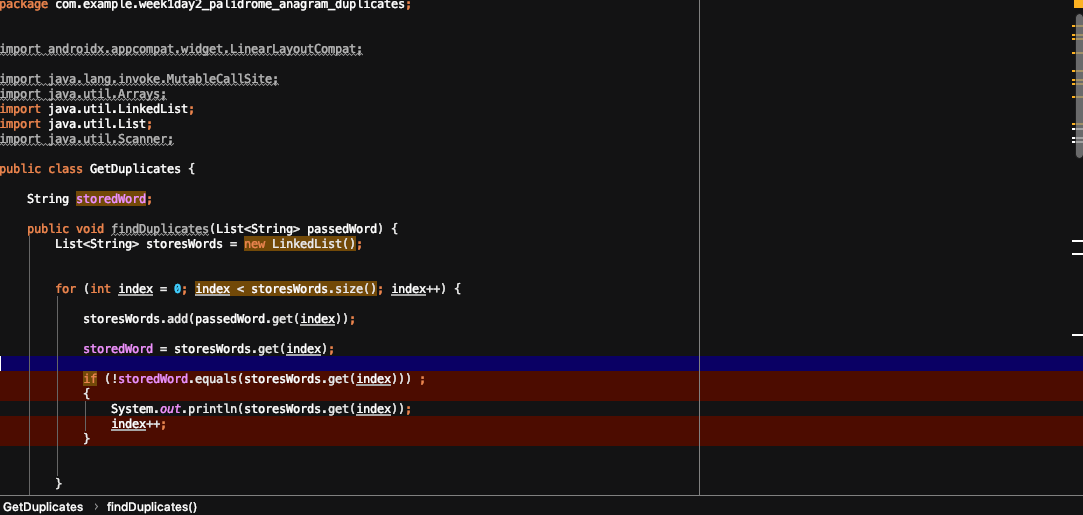 package com.example.week1day2_palidrome_anagram_duplicates;
import androidx.appcompat.widget.LinearLayoutCompat;
import java.lang.invoke.MutableCallSite;
import java.util.Arrays;
import java.util.LinkedList;
import java.util.List;
import java.util.Scanner;
public class GetDuplicates {
String storedWord;
public void findDuplicates(List<String> passedWord) {
List<String> storesWords = new LinkedList();
for (int index = 0; index < storesWords.size(); index++) {
storesWords.add(passedWord.get(index));
storedWord = storesWords.get(index);
if (!storedWord.equals(storesWords.get(index))) ;
{
System.out.println(storesWords.get(index));
index++;
}
}
GetDuplicates › findDuplicates()